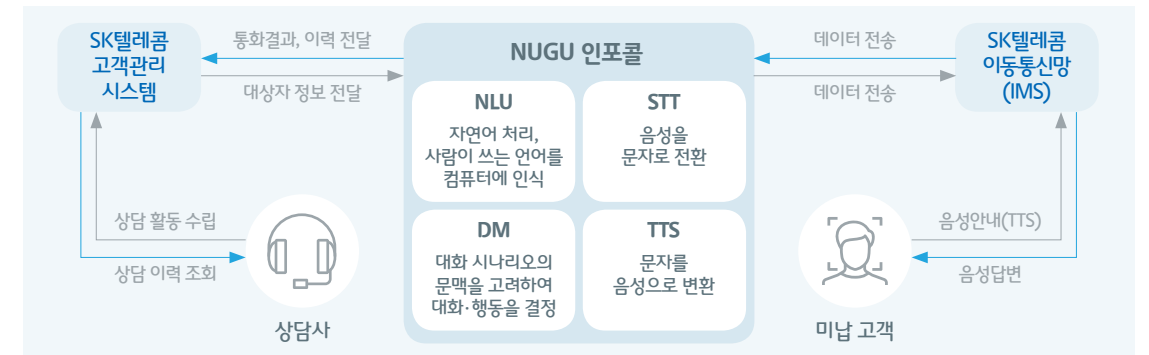 SK텔레콤
고객관리
시스템
통화결과, 이력 전달
대상자 정보 전달
상담 활동 수립
상담 이력 조회
상담사
NUGU 인포콜
NLU
자연어 처리,
사람이 쓰는 언어를
컴퓨터에 인식
STT
음성을
문자로 전환
DM
대화 시나리오의
문맥을 고려하여
대화·행동을 결정
TTS
문자를
음성으로 변환
데이터 전송
데이터 전송
SK텔레콤
이동통신망
(IMS)
음성안내(TTS)
음성답변
미납 고객